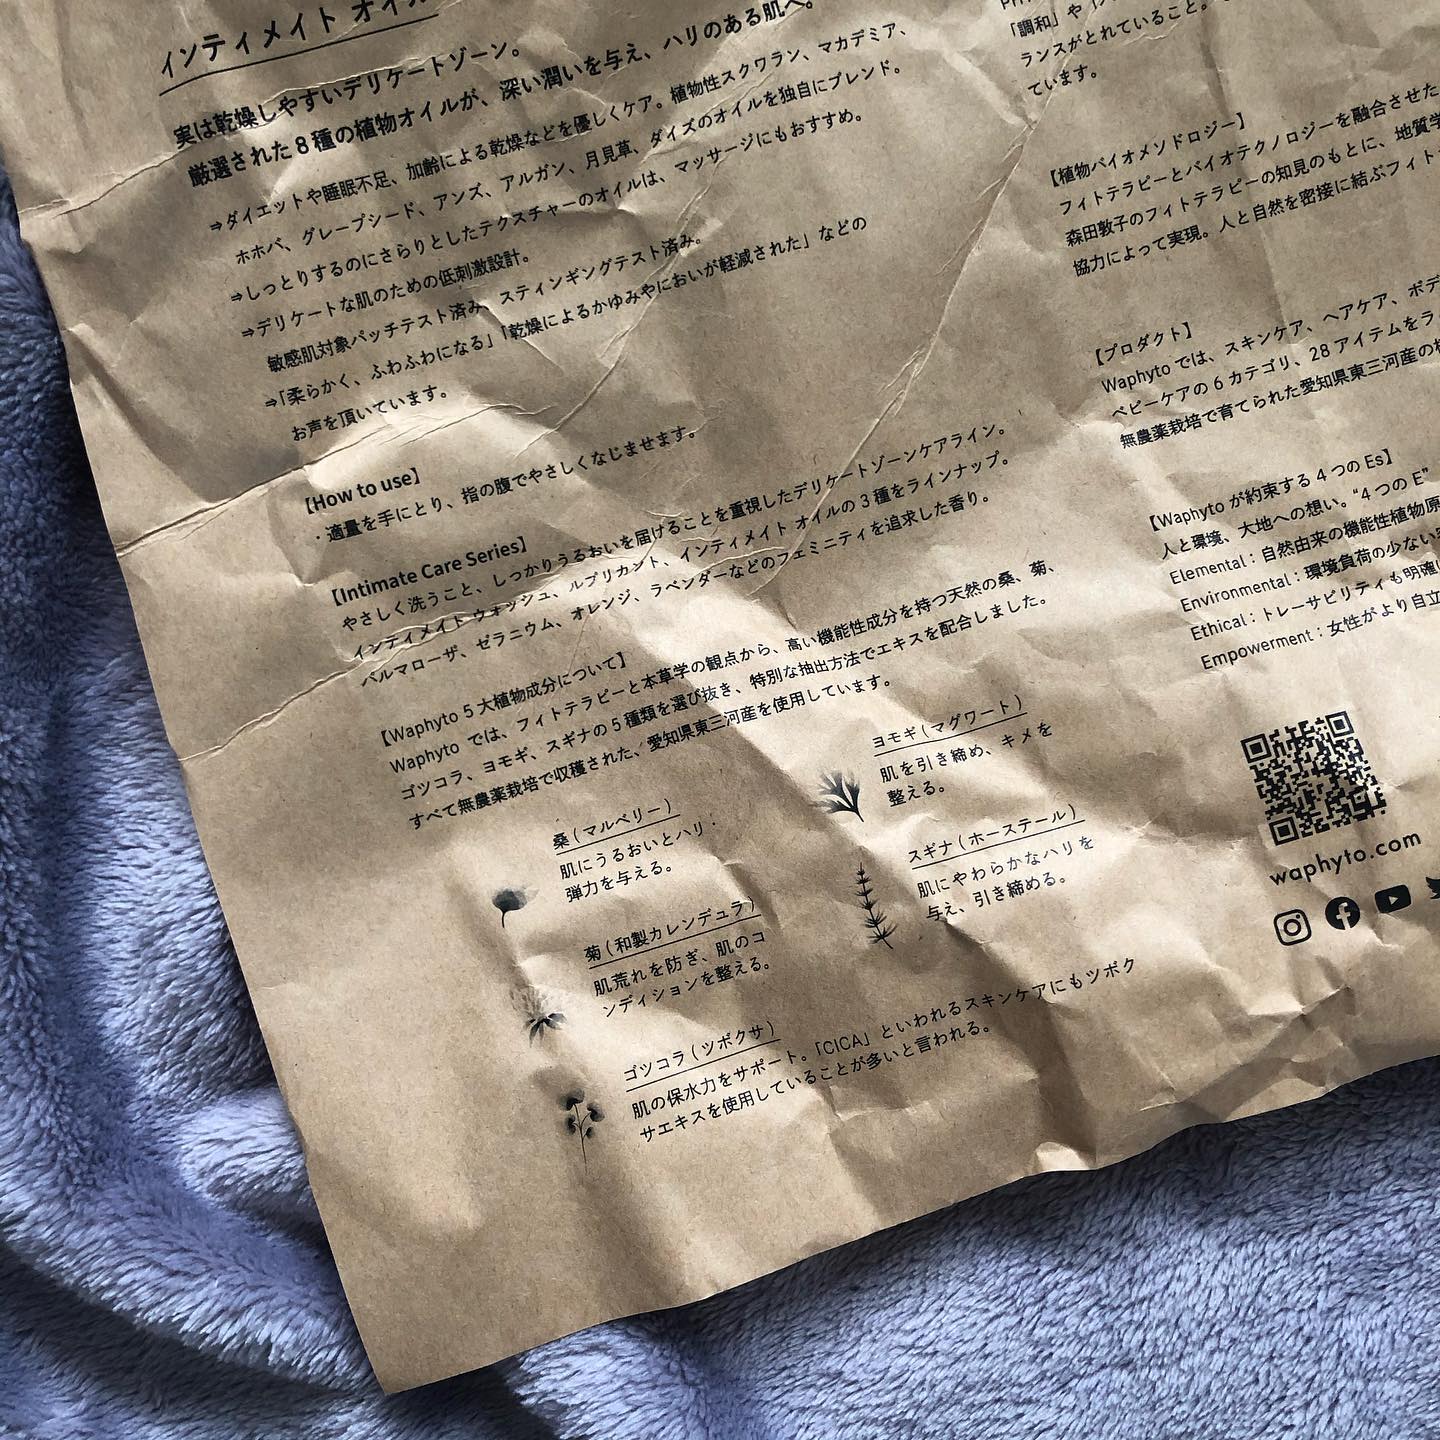 インティメイト オイル
実は乾燥しやすいデリケートゾーン。
厳選された8種の植物オイルが、深い潤いを与え、ハリのある肌へ。
⇒ダイエットや睡眠不足、加齢による乾燥などを優しくケア。植物性スクワラン、マカデミア、
ホホバ、グレープシード、アンズ、アルガン、月見草、ダイズのオイルを独自にブレンド。
⇒しっとりするのにさらりとしたテクスチャーのオイルは、マッサージにもおすすめ。
⇒デリケートな肌のための低刺激設計。
敏感肌対象パッチテスト済み、スティンギングテスト済み。
⇒「柔らかく、ふわふわになる」「乾燥によるかゆみやにおいが軽減された」などの
お声を頂いています。
【How to use】
・適量を手にとり、指の腹でやさしくなじませます。
【Intimate Care Series】
やさしく洗うこと、しっかりうるおいを届けることを重視したデリケートゾーンケアライン。
インティメイト ウォッシュ、ルブリカント、インティメイト オイルの3種をラインナップ。
パルマローザ、ゼラニウム、オレンジ、ラベンダーなどのフェミニティを追求した香り。
【Waphyto 5大植物成分について】
Waphyto では、フィトテラピーと本草学の観点から、高い機能性成分を持つ天然の桑、菊、
ゴツコラ、ヨモギ、スギナの5種類を選び抜き、特別な抽出方法でエキスを配合しました。
すべて無農薬栽培で収穫された、愛知県東三河産を使用しています。
桑(マルベリー)
肌にうるおいとハリ・
弾力を与える。
菊(和製カレンデュラ)
肌荒れを防ぎ、肌のコ
ンディションを整える。
ゴツコラ(ツボクサ)
肌の保水力をサポート。「CICA」といわれるスキンケアにもツボク
サエキスを使用していることが多いと言われる。
ヨモギ(マグワート)
肌を引き締め、キメを
整える。
スギナ(ホーステール)
肌にやわらかなハリを
与え、引き締める。
「調和」や
ランスがとれていること。
ています。
【植物バイオメソドロジー】
フィトテラピーとバイオテクノロジーを融合させた
森田敦子のフィトテラピーの知見のもとに、地質学
協力によって実現。人と自然を密接に結ぶフィト
【プロダクト】
Waphyto では、スキンケア、ヘアケア、ボデ
ベビーケアの6カテゴリ、28アイテムをラ
無農薬栽培で育てられた愛知県東三河産の
【Waphyto が約束する4つのEs】
人と環境、大地への想い。“4つのE”
Elemental：自然由来の機能性植物原
Environmental：環境負荷の少ない
Ethical：トレーサビリティも明確
Empowerment：女性がより自立
waphyto.com